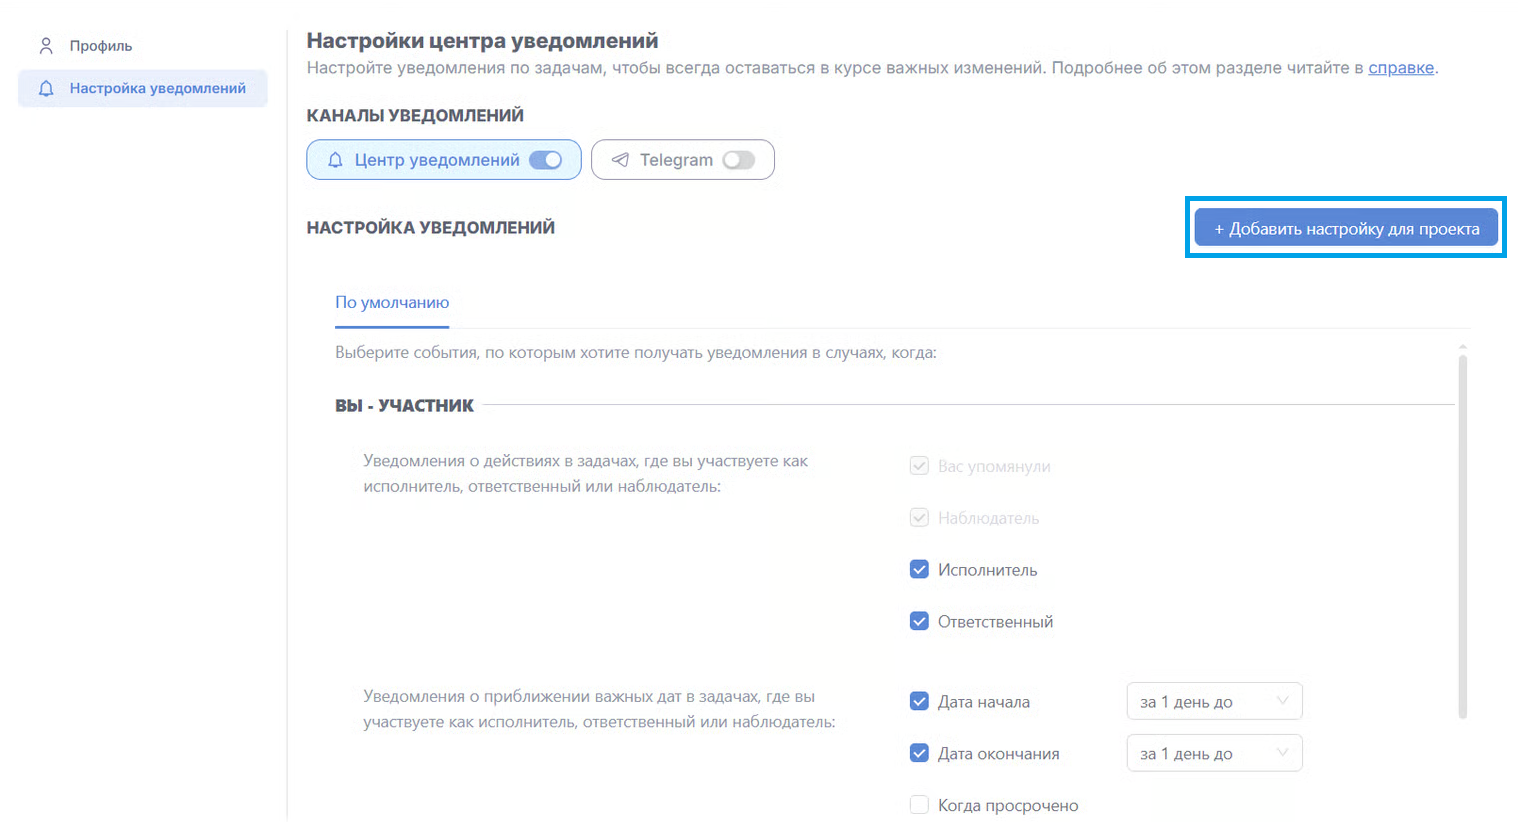 Профиль
Настройка уведомлений
Настройки центра уведомлений
Настройте уведомления по задачам, чтобы всегда оставаться в курсе важных изменений. Подробнее об этом разделе читайте в справке.
КАНАЛЫ УВЕДОМЛЕНИЙ
Центр уведомлений
Telegram
НАСТРОЙКА УВЕДОМЛЕНИЙ
+ Добавить настройку для проекта
По умолчанию
Выберите события, по которым хотите получать уведомления в случаях, когда:
ВЫ - УЧАСТНИК
Уведомления о действиях в задачах, где вы участвуете как
исполнитель, ответственный или наблюдатель:
Вас упомянули
Наблюдатель
Исполнитель
Ответственный
Уведомления о приближении важных дат в задачах, где вы
участвуете как исполнитель, ответственный или наблюдатель:
Дата начала
за 1 день до
Дата окончания
за 1 день до
Когда просрочено